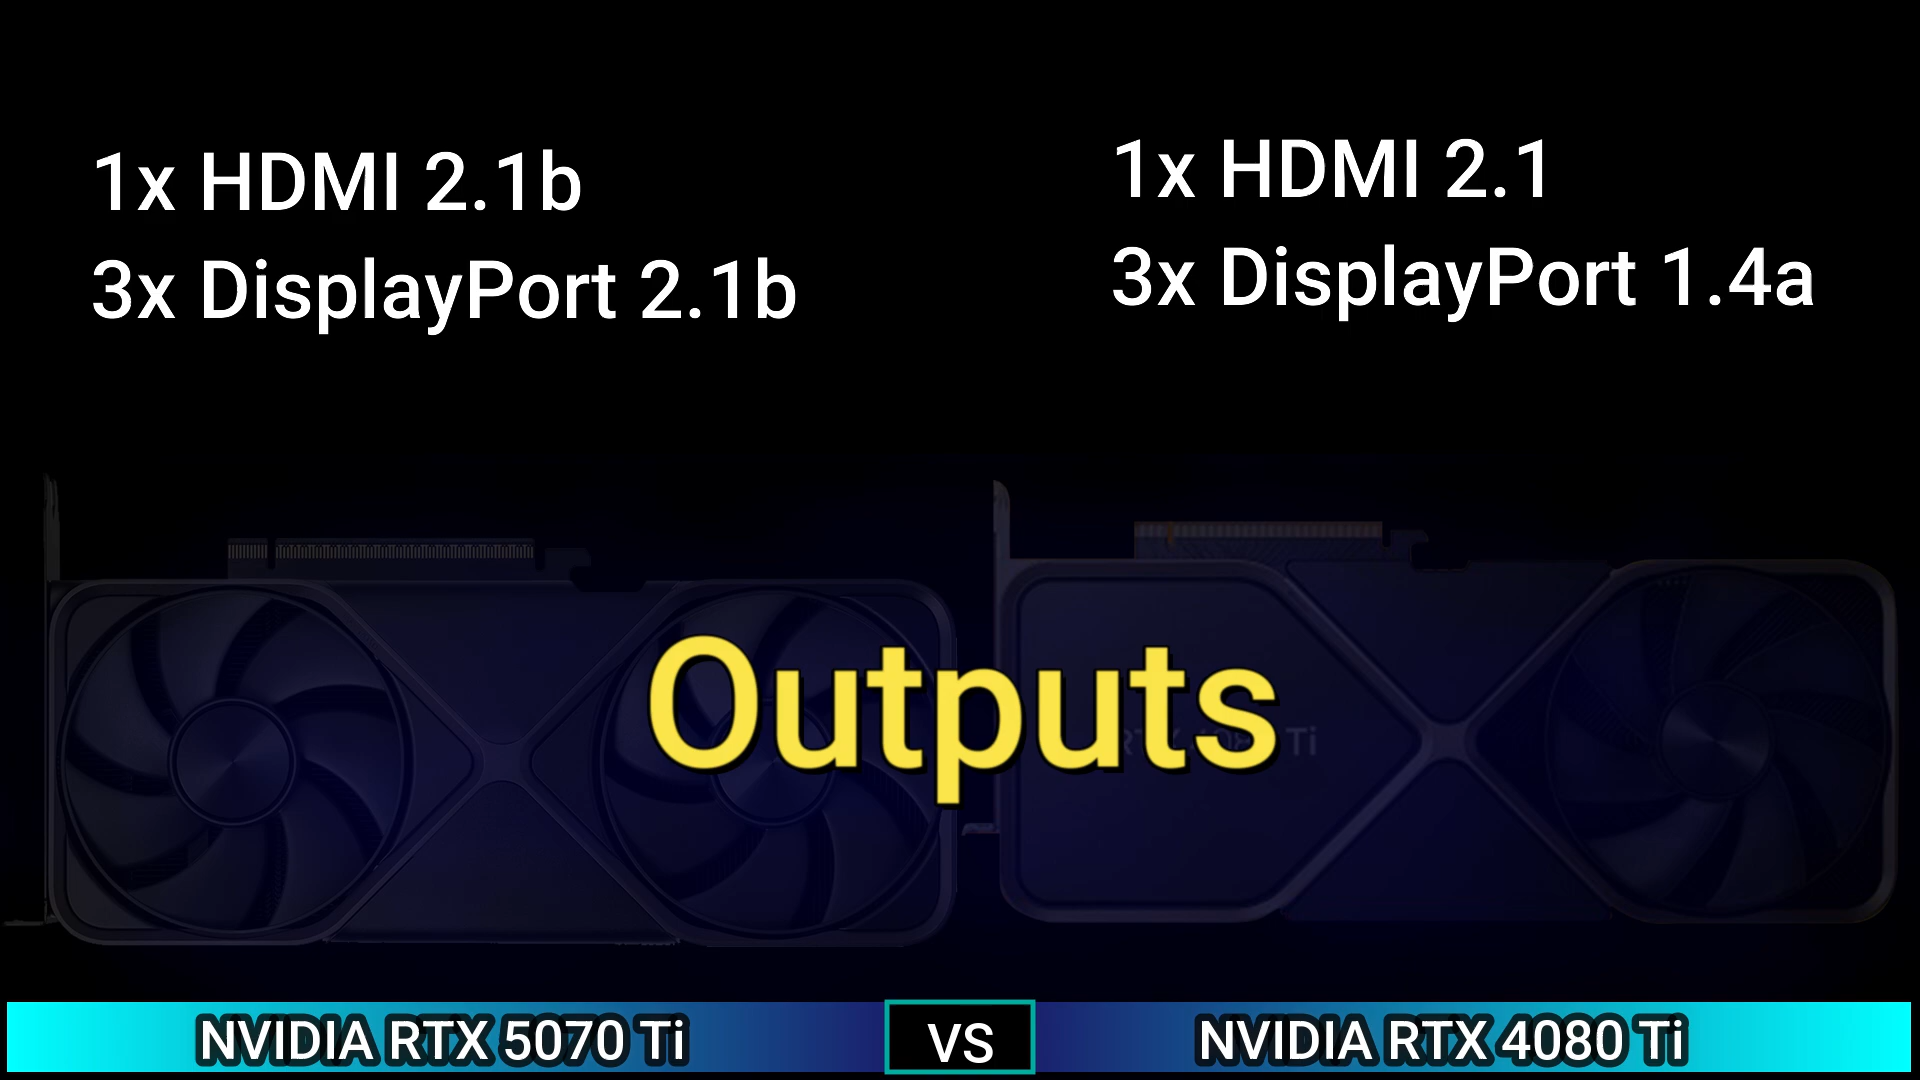 1x HDMI 2.1b
3x DisplayPort 2.1b
1x HDMI 2.1
3x DisplayPort 1.4a
Outputs
Ti
NVIDIA RTX 5070 Ti
VS
NVIDIA RTX 4080 Ti